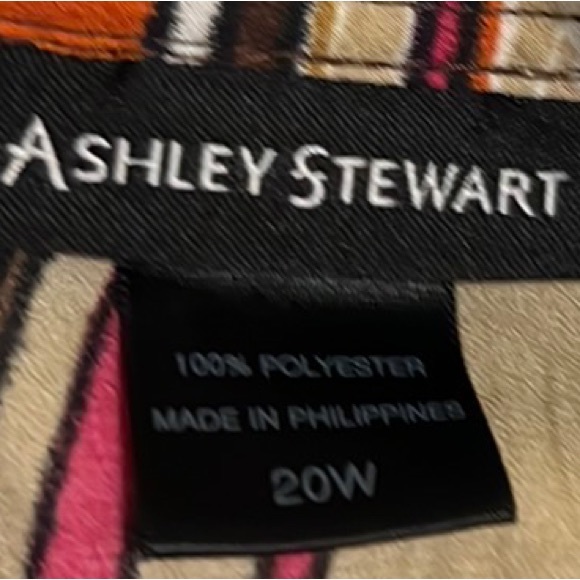 ASHLEY STEWART
100% POLYESTER
MADE IN PHILIPPINES
20W